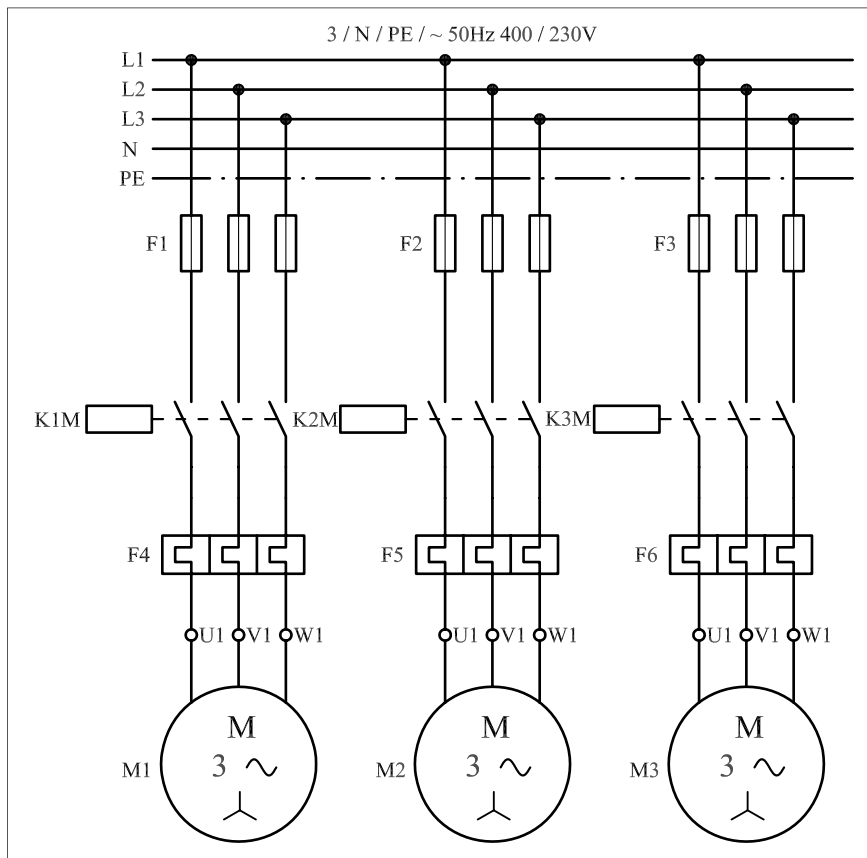 3 / N / PE / ~ 50Hz 400 / 230V
L1
L2
L3
N
PE
F1 F2 F3
K1M K2M K3M
F4 F5 F6
U1 V1 W1 U1 V1 W1 U1 V1 W1
M M M
M1 3 M2 3 M3 3